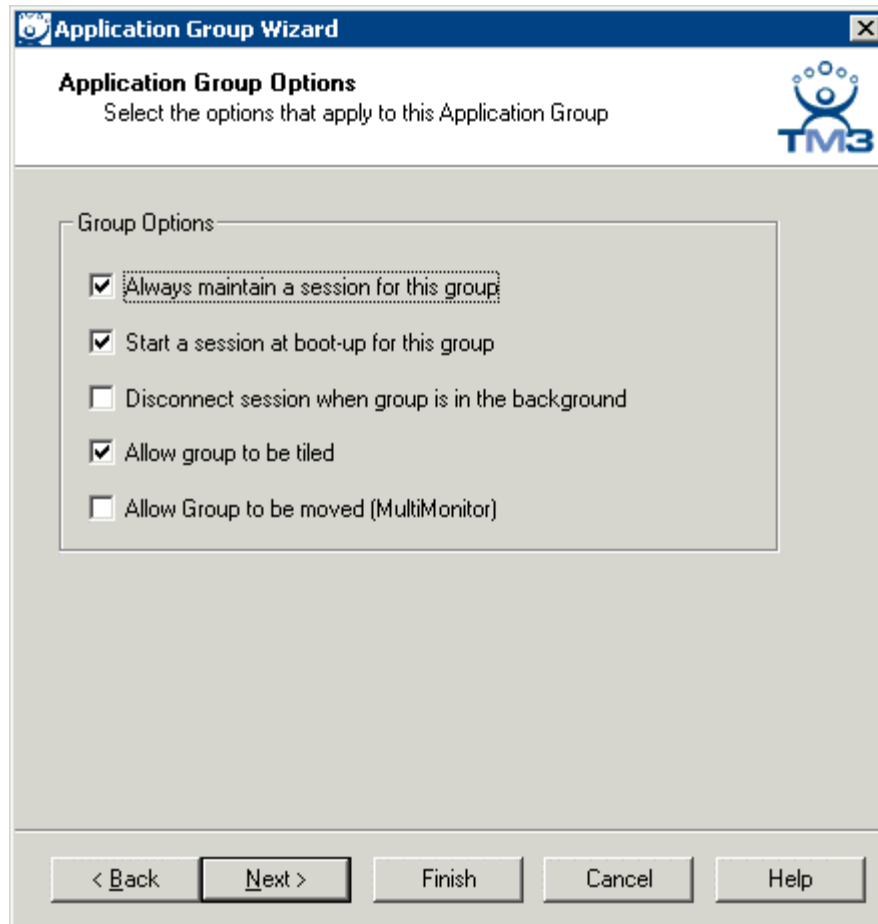 Application Group Wizard
Application Group Options
Select the options that apply to this Application Group
TM3
Group Options
Always maintain a session for this group
Start a session at boot-up for this group
Disconnect session when group is in the background
Allow group to be tiled
Allow Group to be moved (MultiMonitor)
< Back Next > Finish Cancel Help